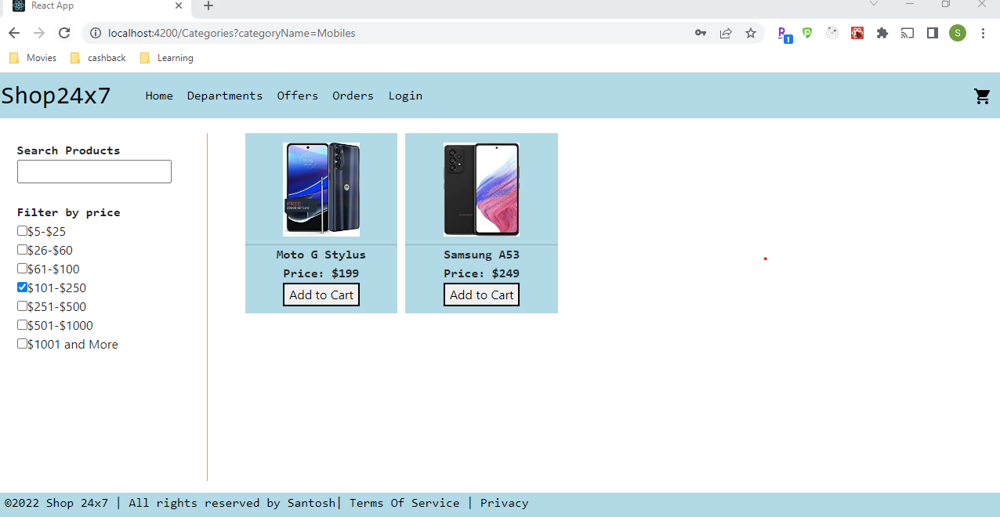 React App
localhost:4200/Categories?categoryName=Mobiles
1
S
Movies cashback Learning
Shop24x7 Home Departments Offers Orders Login
Search Products
Filter by price
$5-$25
$26-$60
$61-$100
$101-$250
$251-$500
$501-$1000
$1001 and More
FREE
Moto G Stylus
Price: $199
Add to Cart
Samsung A53
Price: $249
Add to Cart
©2022 Shop 24x7 | All rights reserved by Santosh| Terms Of Service | Privacy